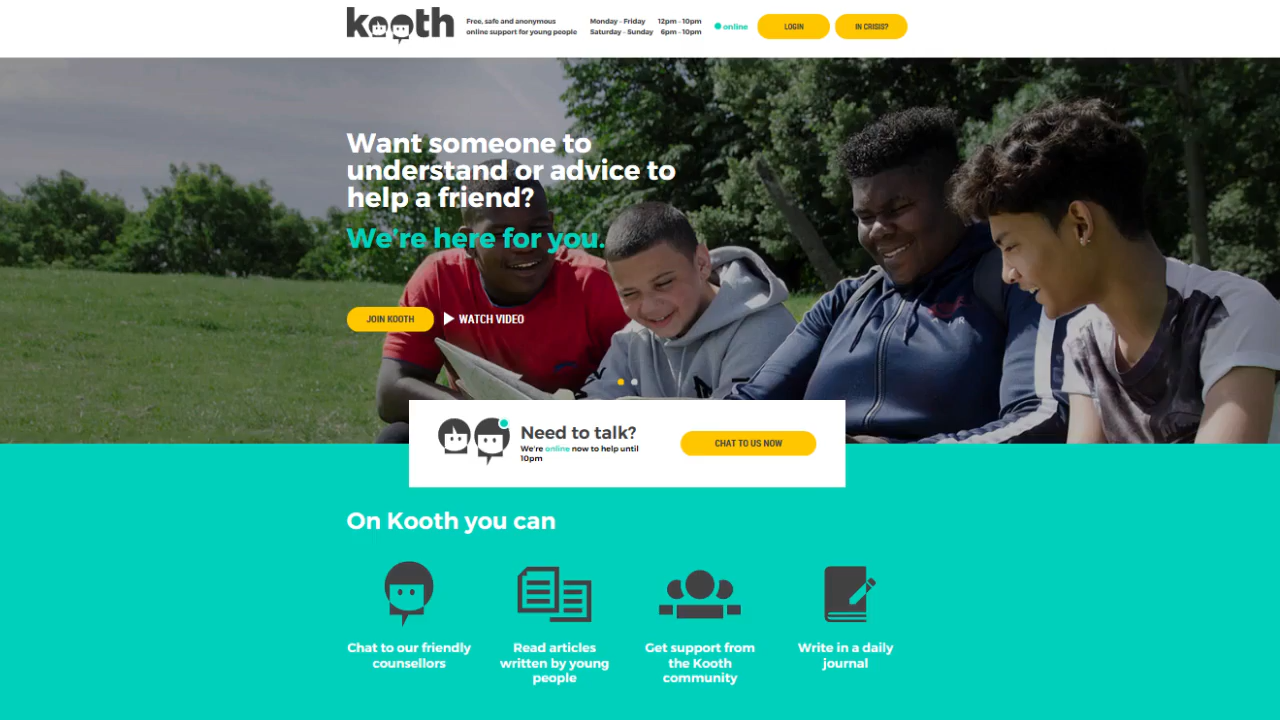 kooth
Free, safe and anonymous
online support for young people
Monday - Friday 12pm - 10pm
Saturday - Sunday 6pm - 10pm
online
LOGIN
IN CRISIS?
Want someone to
understand or advice to
help a friend?
We're here for you.
JOIN KOOTH
WATCH VIDEO
Need to talk?
We're online now to help until
10pm
CHAT TO US NOW
On Kooth you can
Chat to our friendly
counsellors
Read articles
written by young
people
Get support from
the Kooth
community
Write in a daily
journal